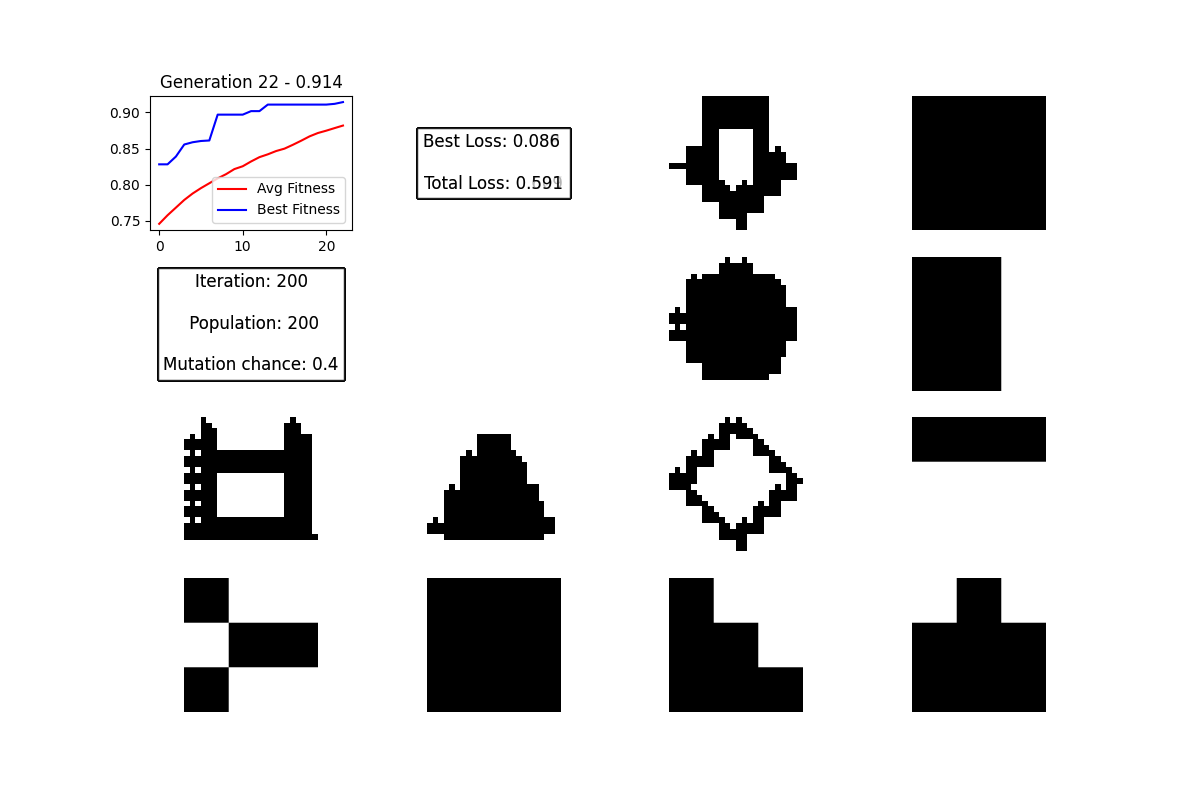 Generation 22 - 0.914
0.90
0.85
0.80
0.75
0 10 20
Avg Fitness
Best Fitness
Best Loss: 0.086
Total Loss: 0.591
Iteration: 200
Population: 200
Mutation chance: 0.4